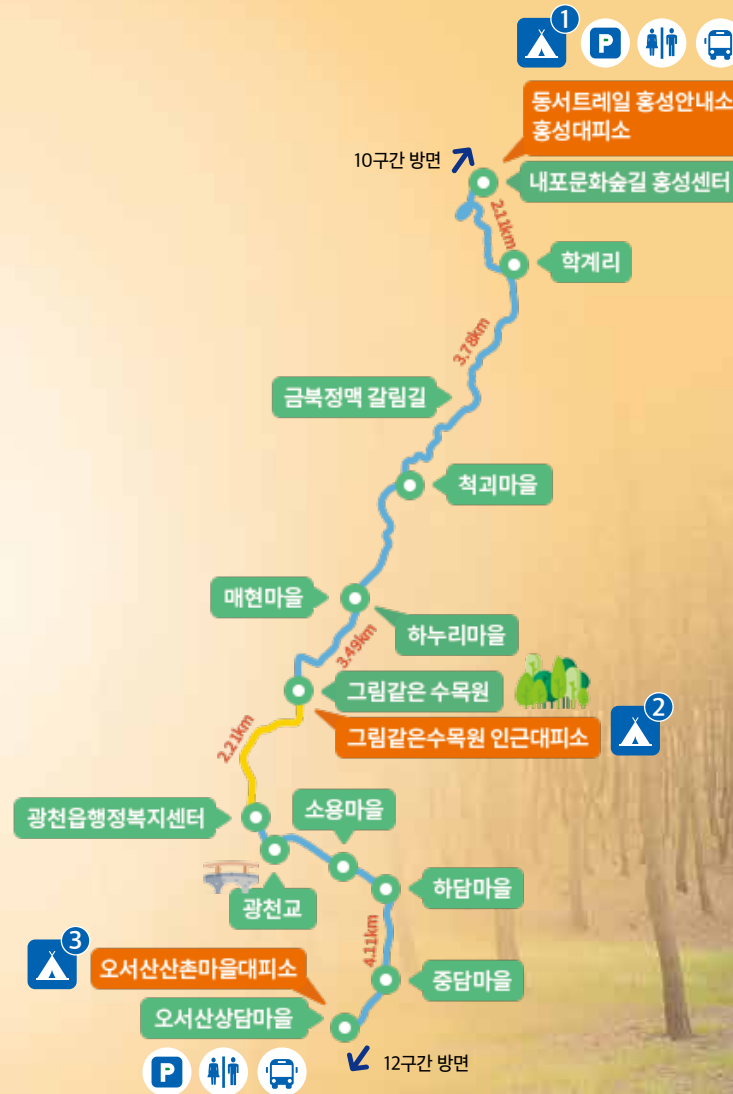 1
P
동서트레일 홍성안내소
홍성대피소
10구간 방면
내포문화숲길 홍성센터
2.11km
학계리
3.78km
금북정맥 갈림길
척괴마을
매현마을
하누리마을
3.49km
그림같은 수목원
2
그림같은수목원 인근대피소
2.21km
소용마을
광천읍행정복지센터
하담마을
광천교
4.11km
3
오서산산촌마을대피소
중담마을
오서산상담마을
12구간 방면
P